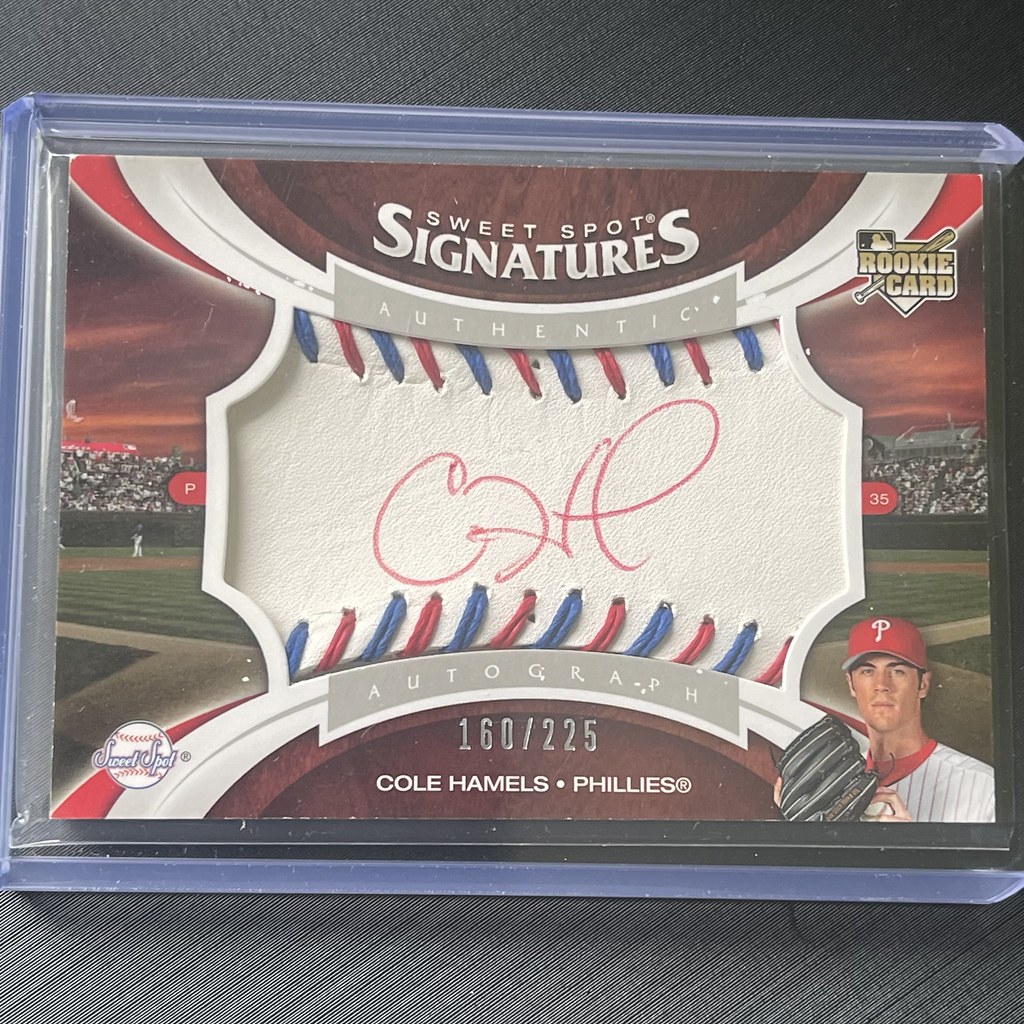 SWEET SPOT®
SIGNATURES
ROOKIE
CARD
AUTHENTIC
P
35
P
AUTOGRAPH
160/225
Sweet Spot®
COLE HAMELS • PHILLIES®